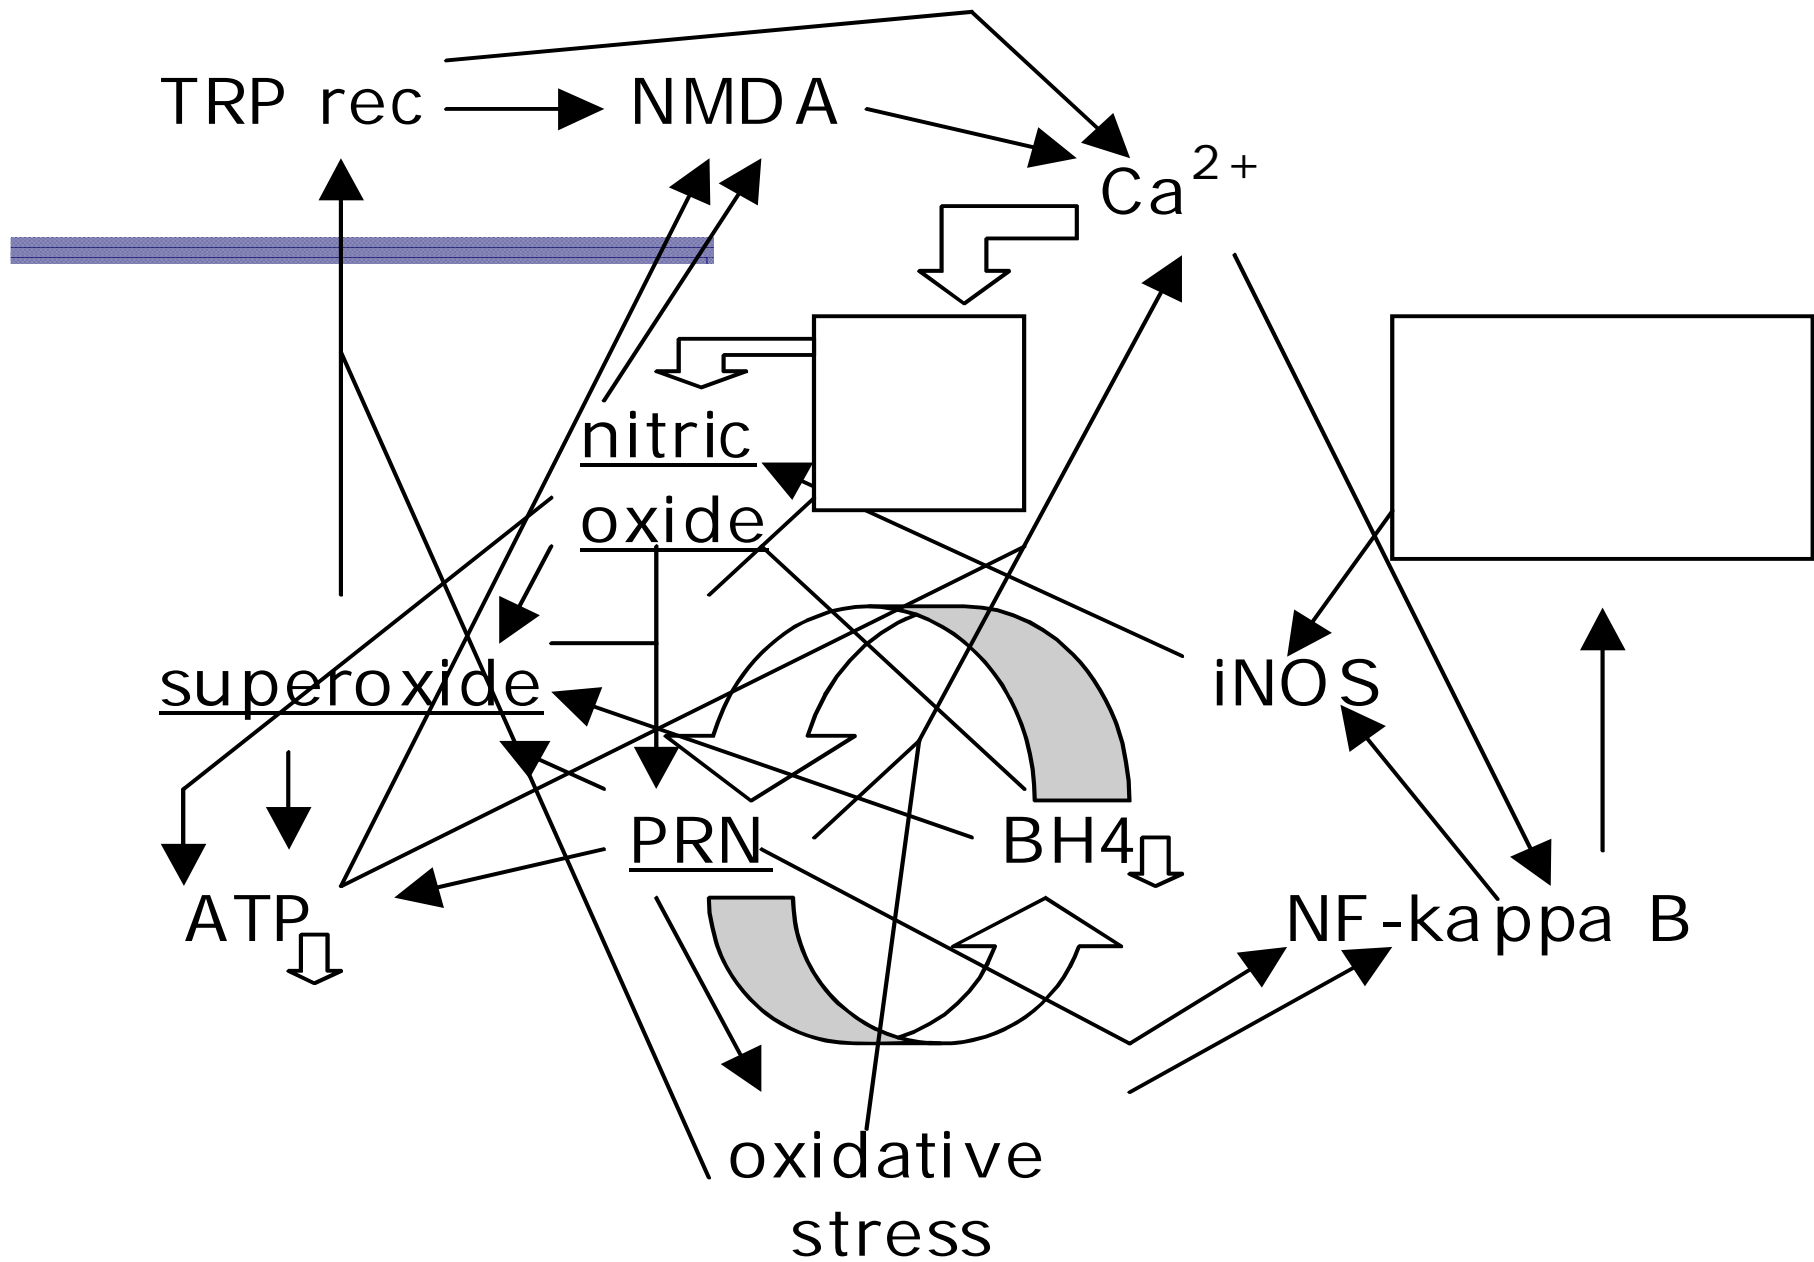 TRP rec
NMDA
Ca²⁺
nitric
oxide
superoxide
iNOS
PRN
BH4
ATP
NF-kappa B
oxidative
stress